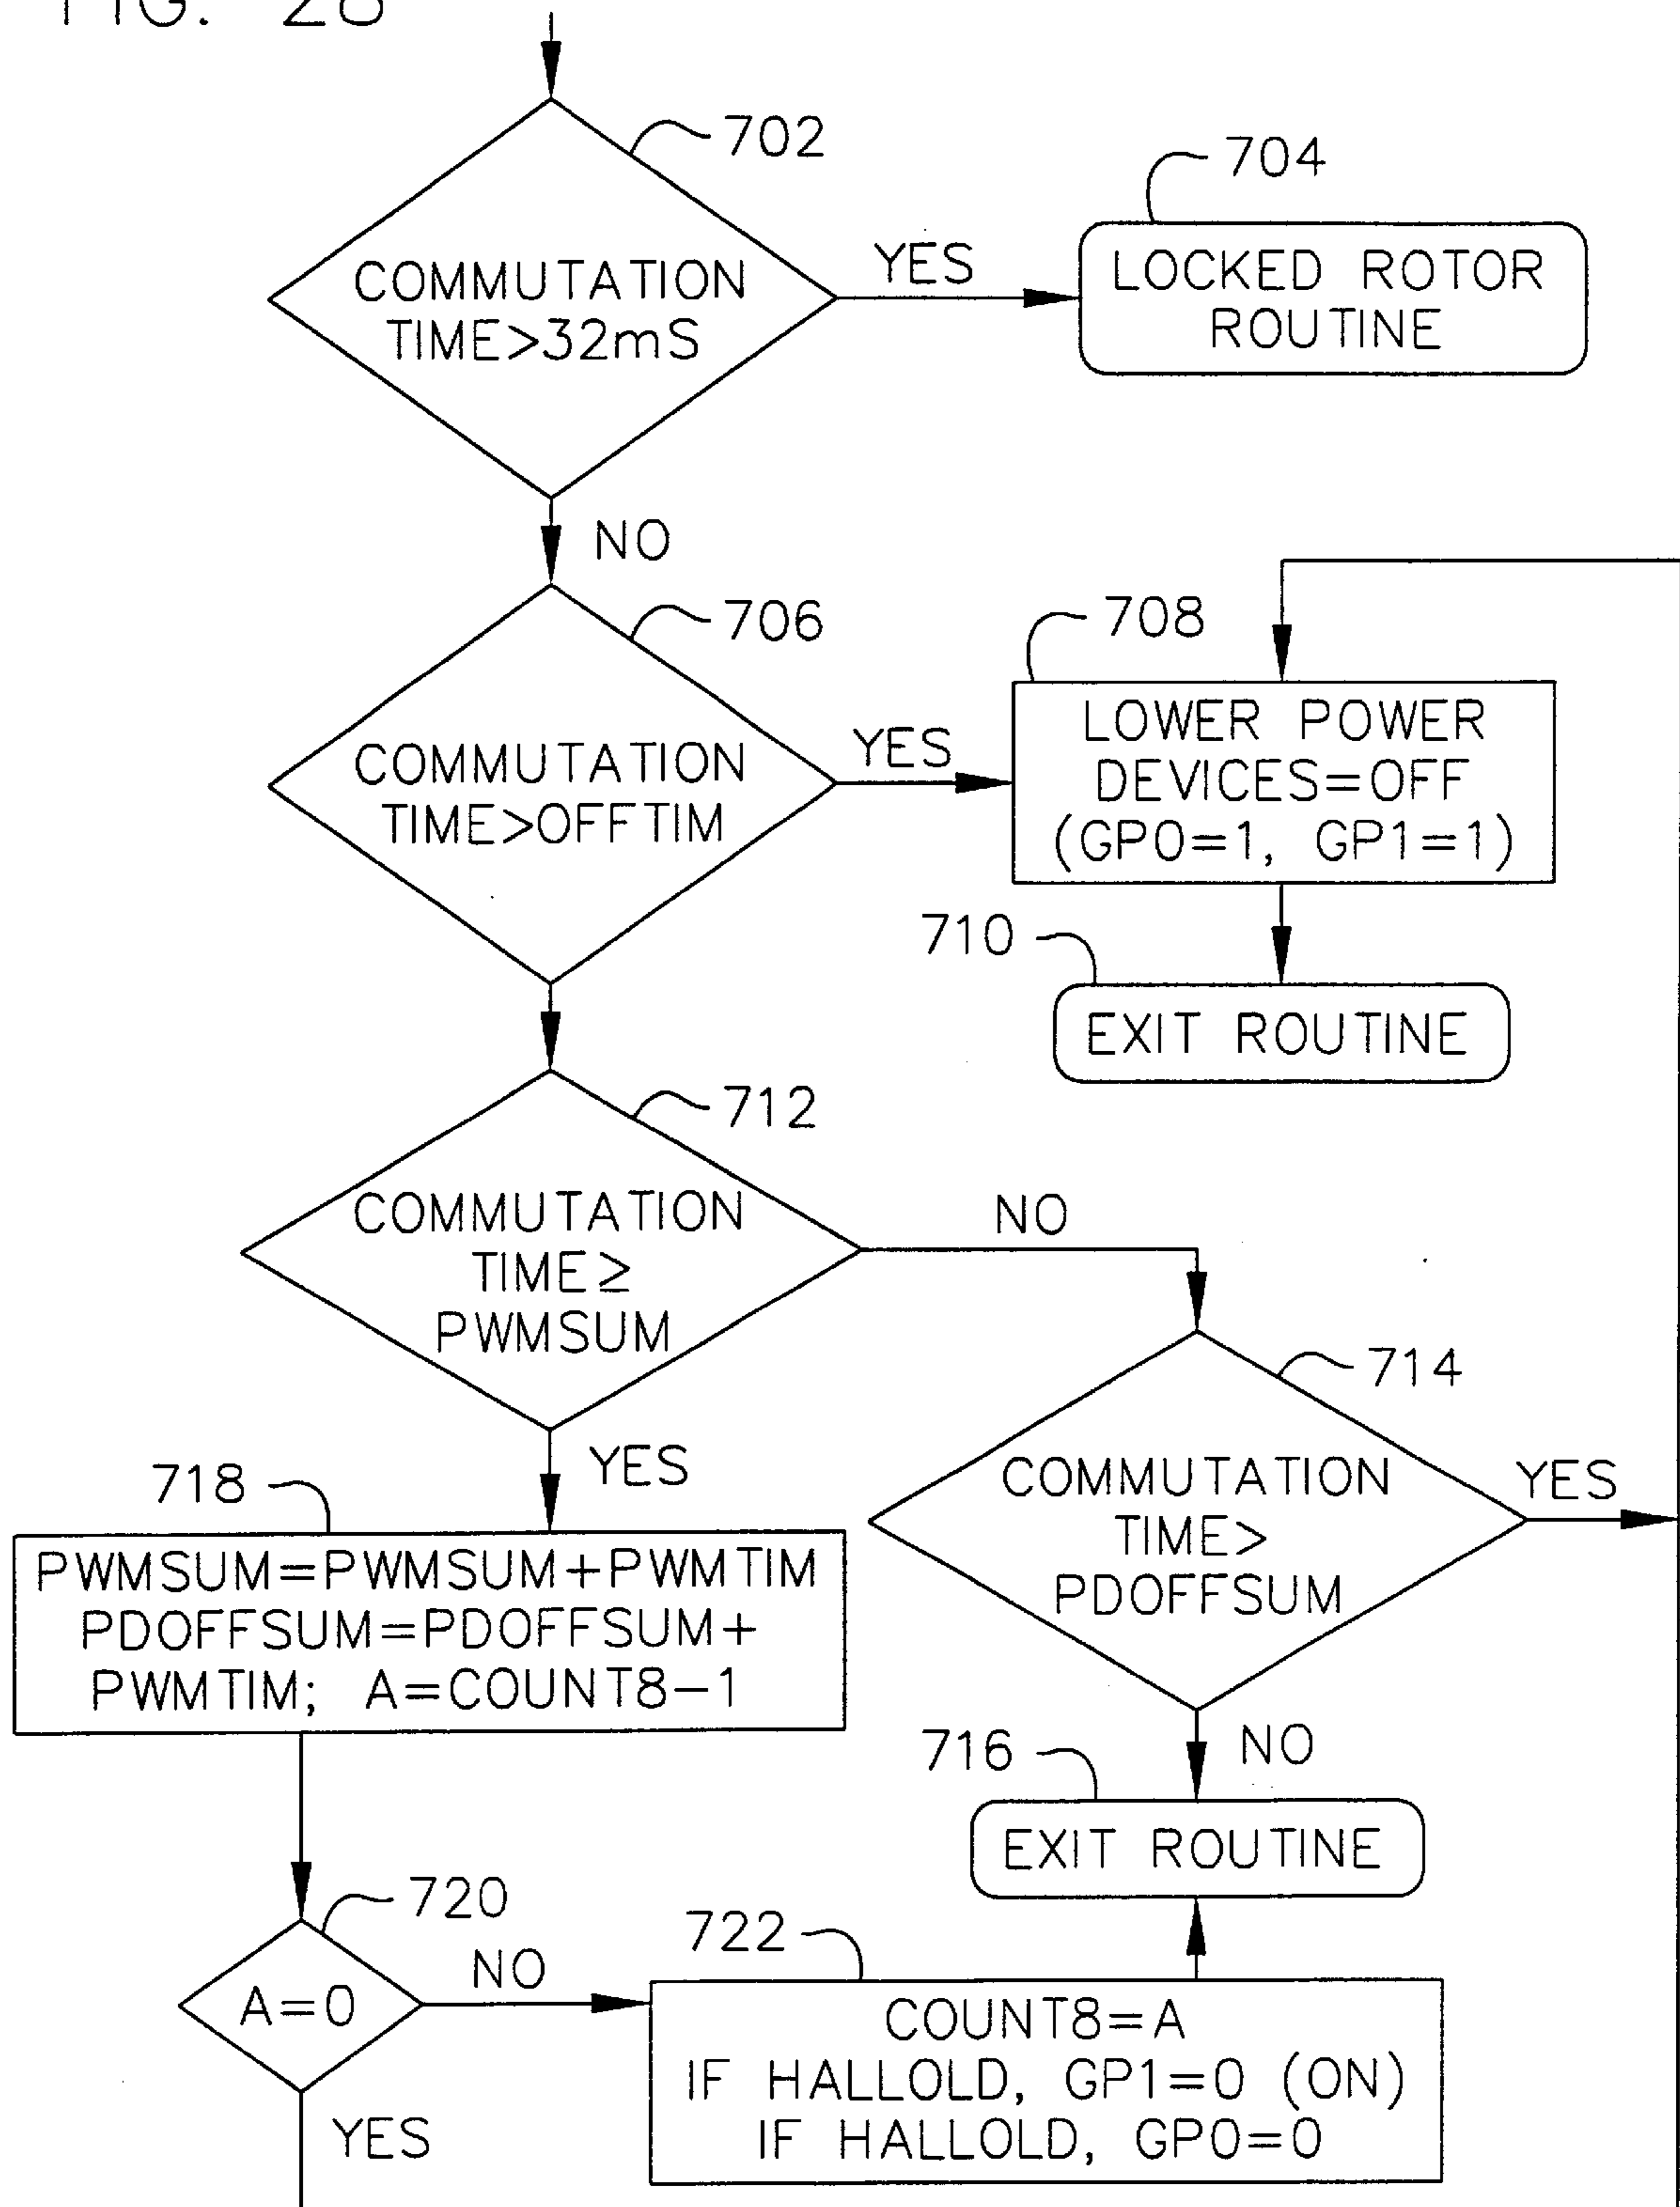 FIG. 28
702
704
COMMUTATION
TIME>32mS
YES
LOCKED ROTOR
ROUTINE
NO
706
708
COMMUTATION
TIME>OFFTIM
YES
LOWER POWER
DEVICES=OFF
(GP0=1, GP1=1)
710
EXIT ROUTINE
712
COMMUTATION
TIME≥
PWMSUM
NO
714
COMMUTATION
TIME>
PDOFFSUM
YES
YES
718
PWMSUM=PWMSUM+PWMTIM
PDOFFSUM=PDOFFSUM+
PWMTIM; A=COUNT8-1
716
NO
EXIT ROUTINE
720
A=0
NO
722
COUNT8=A
IF HALLOLD, GP1=0 (ON)
IF HALLOLD, GP0=0
YES